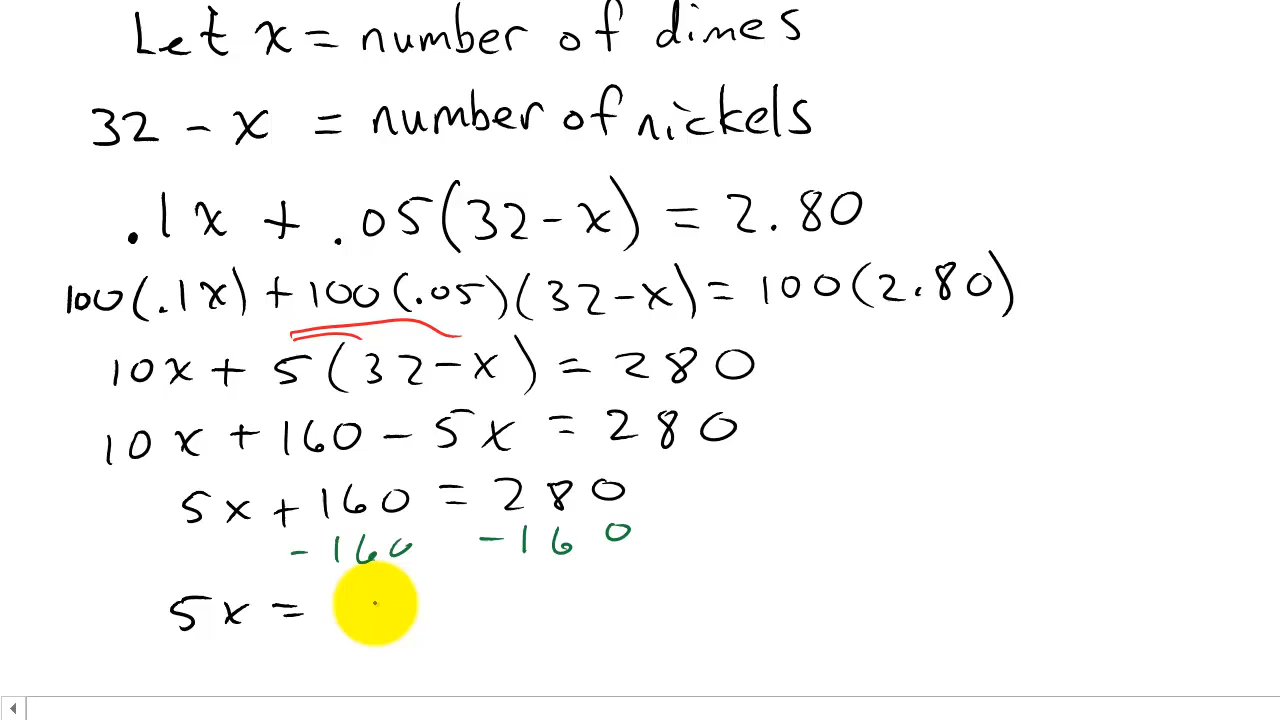 Let x = number of dimes
32 - x = number of nickels
.1x + .05(32-x) = 2.80
100(.1x) + 100(.05)(32-x) = 100(2.80)
10x + 5(32-x) = 280
10x + 160 - 5x = 280
5x + 160 = 280
-160 -160
5x =